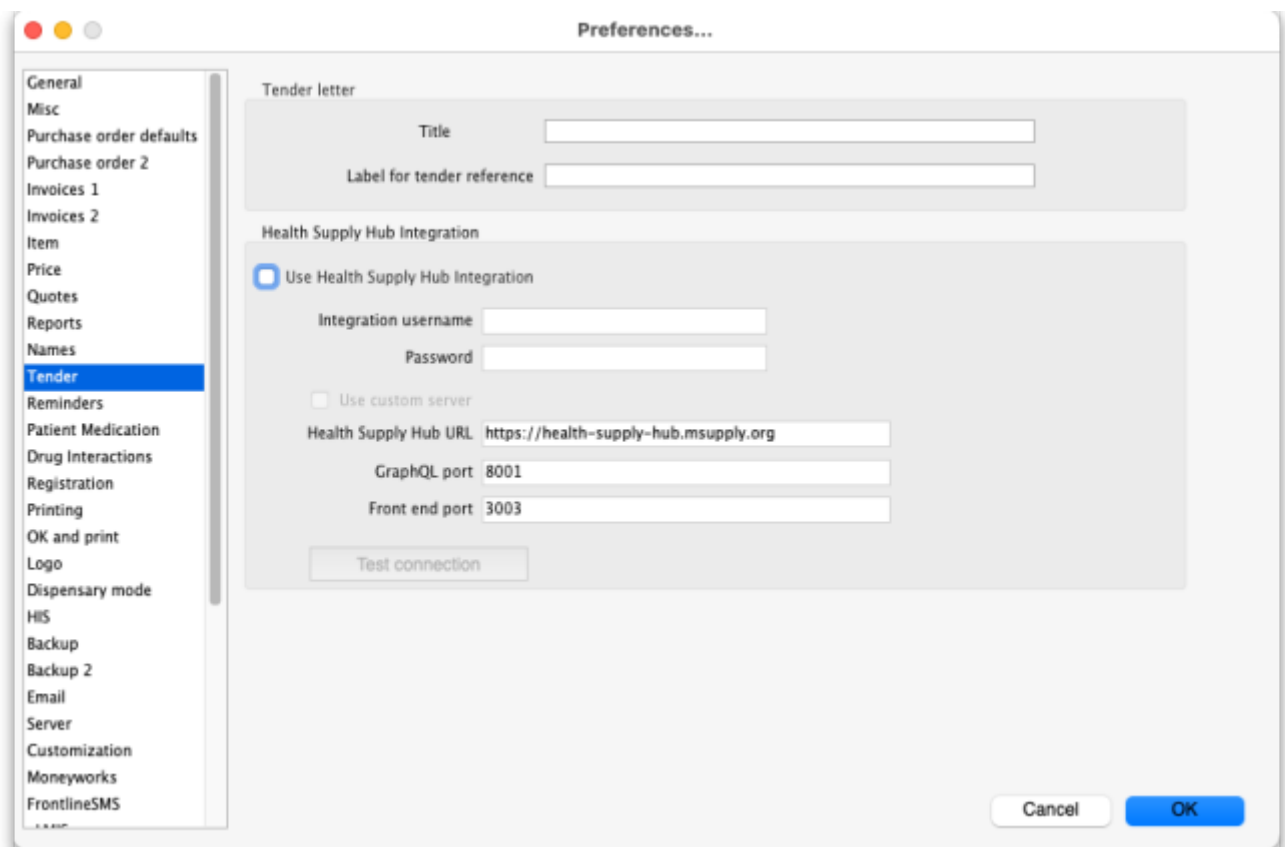 Preferences...
General
Misc
Purchase order defaults
Purchase order 2
Invoices 1
Invoices 2
Item
Price
Quotes
Reports
Names
Tender
Reminders
Patient Medication
Drug Interactions
Registration
Printing
OK and print
Logo
Dispensary mode
HIS
Backup
Backup 2
Email
Server
Customization
Moneyworks
FrontlineSMS
Tender letter
Title
Label for tender reference
Health Supply Hub Integration
Use Health Supply Hub Integration
Integration username
Password
Use custom server
Health Supply Hub URL https://health-supply-hub.msupply.org
GraphQL port 8001
Front end port 3003
Test connection
Cancel OK